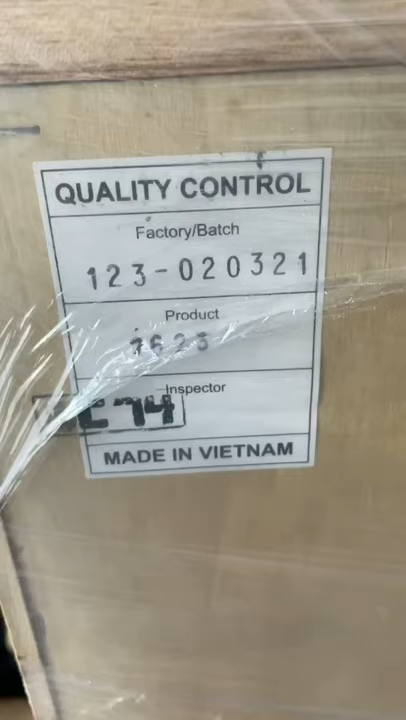 QUALITY CONTROL
Factory/Batch
123-020321
Product
Inspector
MADE IN VIETNAM